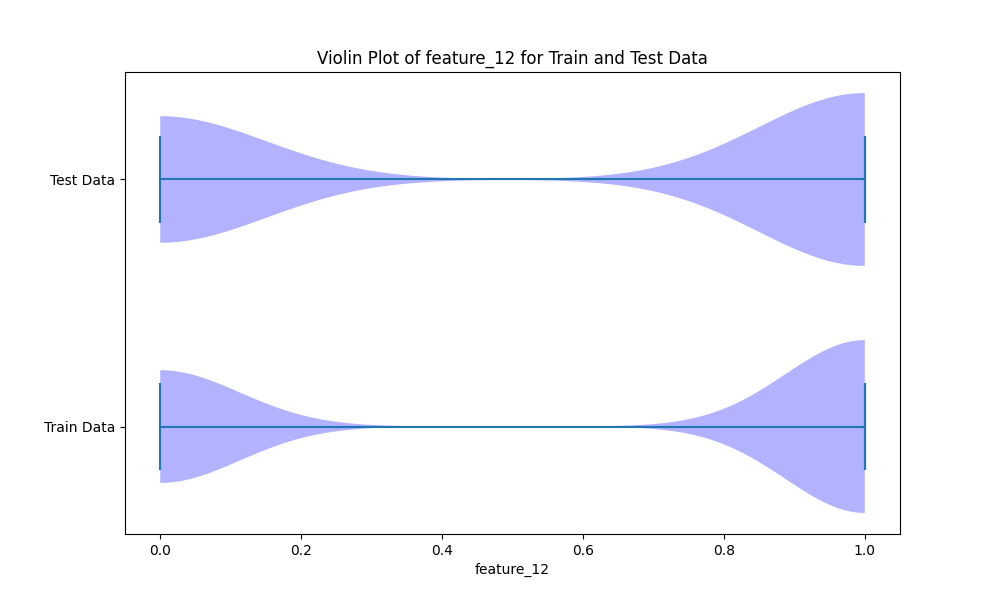 Violin Plot of feature_12 for Train and Test Data
Test Data
Train Data
0.0 0.2 0.4 0.6 0.8 1.0
feature_12